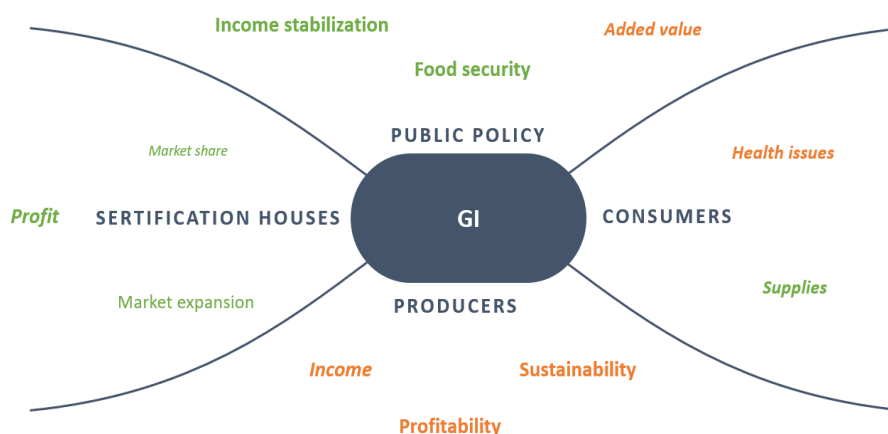 Income stabilization
Added value
Food security
PUBLIC POLICY
Market share
Health issues
Profit
SERTIFICATION HOUSES
GI
CONSUMERS
Supplies
Market expansion
PRODUCERS
Income
Sustainability
Profitability